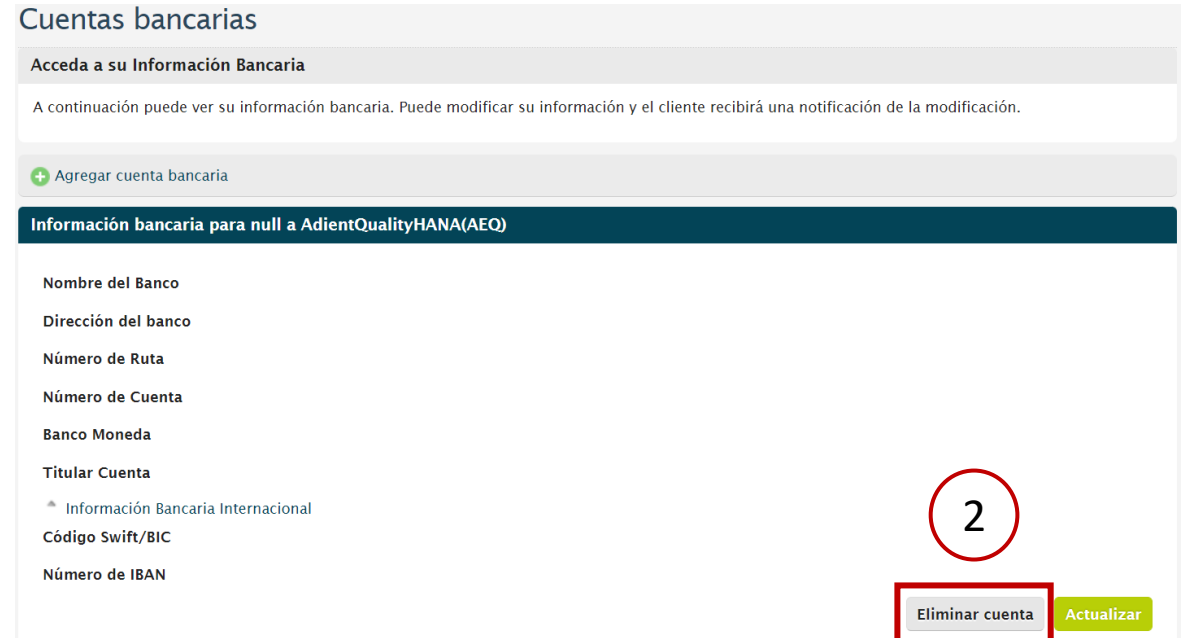 Cuentas bancarias
Acceda a su Información Bancaria
A continuación puede ver su información bancaria. Puede modificar su información y el cliente recibirá una notificación de la modificación.
Agregar cuenta bancaria
Información bancaria para null a AdientQualityHANA(AEQ)
Nombre del Banco
Dirección del banco
Número de Ruta
Número de Cuenta
Banco Moneda
Titular Cuenta
Información Bancaria Internacional
Código Swift/BIC
Número de IBAN
2
Eliminar cuenta Actualizar